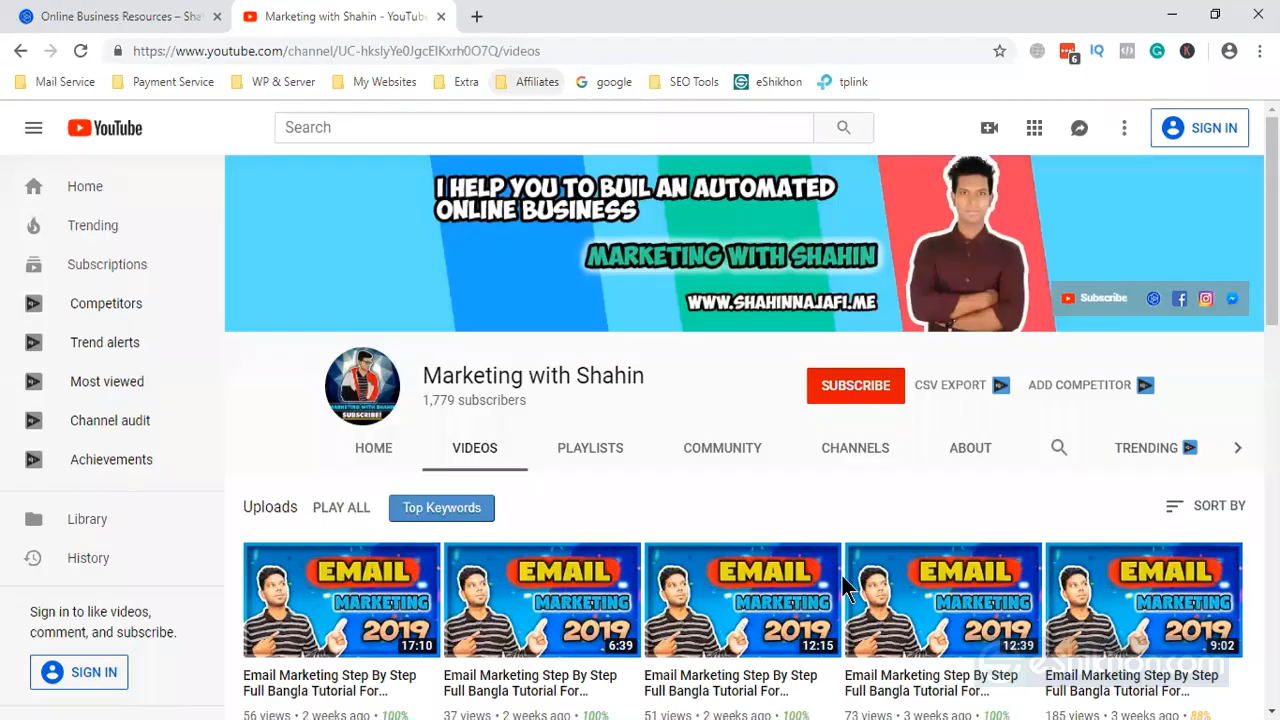 Online Business Resources – Sha
Marketing with Shahin - YouTube
https://www.youtube.com/channel/UC-hkslyYe0JgcElKxrh0O7Q/videos
6
IQ
K
Mail Service
Payment Service
WP & Server
My Websites
Extra
Affiliates
google
SEO Tools
eShikhon
tplink
YouTube
Search
SIGN IN
Home
Trending
Subscriptions
Competitors
Trend alerts
Most viewed
Channel audit
Achievements
Library
History
Sign in to like videos,
comment, and subscribe.
SIGN IN
I HELP YOU TO BUIL AN AUTOMATED
ONLINE BUSINESS
MARKETING WITH SHAHIN
WWW.SHAHINNAJAFI.ME
Subscribe
MARKETING WITH SHAHIN
SUBSCRIBE!
Marketing with Shahin
1,779 subscribers
SUBSCRIBE
CSV EXPORT
ADD COMPETITOR
HOME
VIDEOS
PLAYLISTS
COMMUNITY
CHANNELS
ABOUT
TRENDING
Uploads
PLAY ALL
Top Keywords
SORT BY
EMAIL
MARKETING
2019
17:10
Email Marketing Step By Step
Full Bangla Tutorial For...
56 views • 2 weeks ago • 100%
EMAIL
MARKETING
2019
6:39
Email Marketing Step By Step
Full Bangla Tutorial For...
37 views • 2 weeks ago • 100%
EMAIL
MARKETING
2019
12:15
Email Marketing Step By Step
Full Bangla Tutorial For...
51 views • 2 weeks ago • 100%
EMAIL
MARKETING
2019
12:39
Email Marketing Step By Step
Full Bangla Tutorial For...
73 views • 3 weeks ago • 100%
EMAIL
MARKETING
2019
9:02
Email Marketing Step By Step
Full Bangla Tutorial For...
185 views • 3 weeks ago • 88%
eshikhon.com